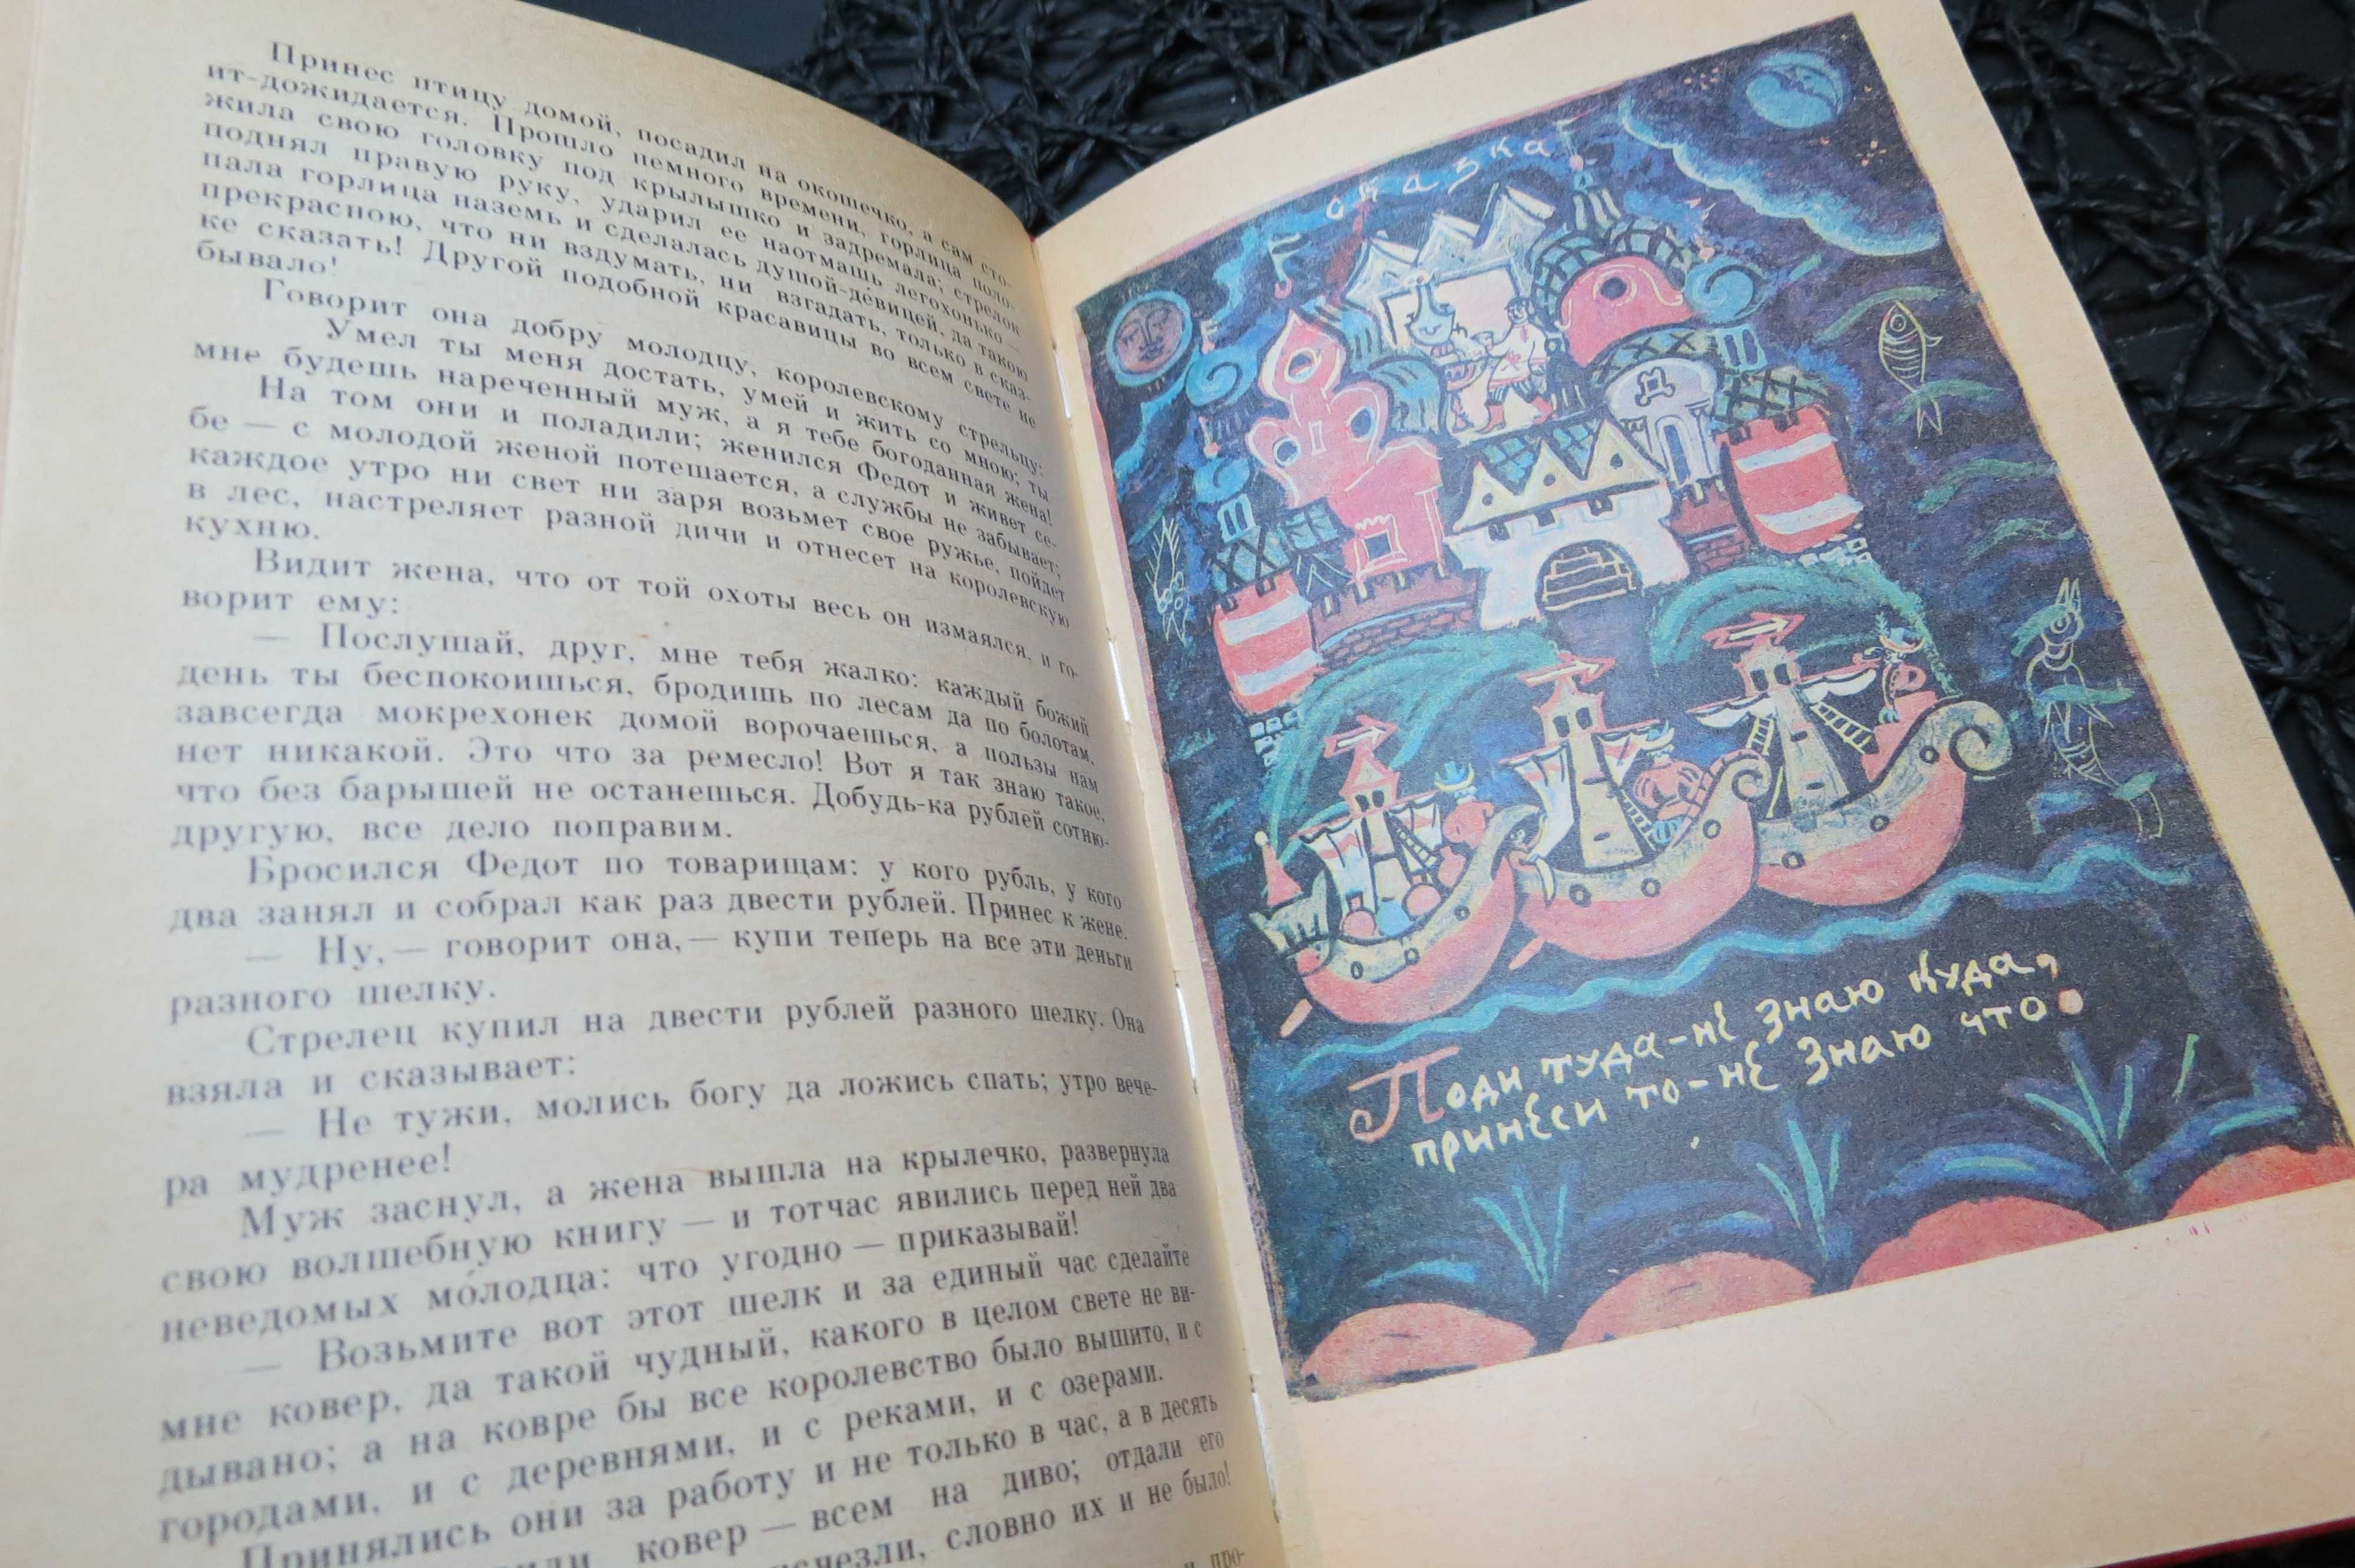 Принес птицу домой, посадил на окошечко, а сам сто-
ит-дожидается. Прошло немного времени, горлица поло-
жила свою головку под крылышко и задремала; стрелок
поднял правую руку, ударил ее наотмашь легохонько —
пала горлица наземь и сделалась душой-де́вицей, да такою
прекрасною, что ни вздумать, ни взгадать, только в сказ-
ке сказать! Другой подобной красавицы во всем свете не
бывало!
Говорит она добру молодцу, королевскому стрельцу:
Умел ты меня достать, умей и жить со мною; ты
мне будешь нареченный муж, а я тебе богоданная жена!
На том они и поладили; женился Федот и живет се-
бе — с молодой женой потешается, а службы не забывает;
каждое утро ни свет ни заря возьмет свое ружье, пойдет
в лес, настреляет разной дичи и отнесет на королевскую
кухню.
Видит жена, что от той охоты весь он измаялся, и го-
ворит ему:
— Послушай, друг, мне тебя жалко: каждый божий
день ты беспокоишься, бродишь по лесам да по болотам,
завсегда мокрехонек домой ворочаешься, а пользы нам
нет никакой. Это что за ремесло! Вот я так знаю такое,
что без барышей не останешься. Добудь-ка рублей сотню-
другую, все дело поправим.
Бросился Федот по товарищам: у кого рубль, у кого
два занял и собрал как раз двести рублей. Принес к жене.
— Ну,— говорит она,— купи теперь на все эти деньги
разного шелку.
Стрелец купил на двести рублей разного шелку. Она
взяла и сказывает:
— Не тужи, молись богу да ложись спать; утро вече-
ра мудренее!
Муж заснул, а жена вышла на крылечко, развернула
свою волшебную книгу — и тотчас явились перед ней два
неведомых мо́лодца: что угодно — приказывай!
— Возьмите вот этот шелк и за единый час сделайте
мне ковер, да такой чудный, какого в целом свете не ви-
дывано; а на ковре бы все королевство было вышито, и с
городами, и с деревнями, и с реками, и с озерами.
Принялись они за работу и не только в час, а в десять
ковер — всем на диво; отдали его
словно их и не было!
сказка
Поди туда-не знаю куда,
принеси то-не знаю что.